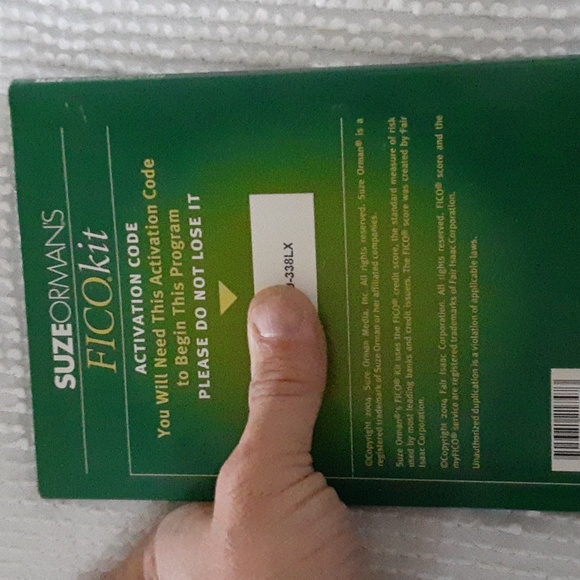 SUZEORMAN'S
FICOkit
ACTIVATION CODE
You Will Need This Activation Code
to Begin This Program
PLEASE DO NOT LOSE IT
-338LX
©Copyright 2004 Suze Orman Media, Inc. All rights reserved. Suze Orman® is a
registered trademark of Suze Orman or her affiliated companies.
Suze Orman's FICO® Kit uses the FICO® credit score, the standard measure of risk
used by most leading banks and credit issuers. The FICO® score was created by Fair
Isaac Corporation.
©Copyright 2004 Fair Isaac Corporation. All rights reserved. FICO® score and the
myFICO® service are registered trademarks of Fair Isaac Corporation.
Unauthorized duplication is a violation of applicable laws.